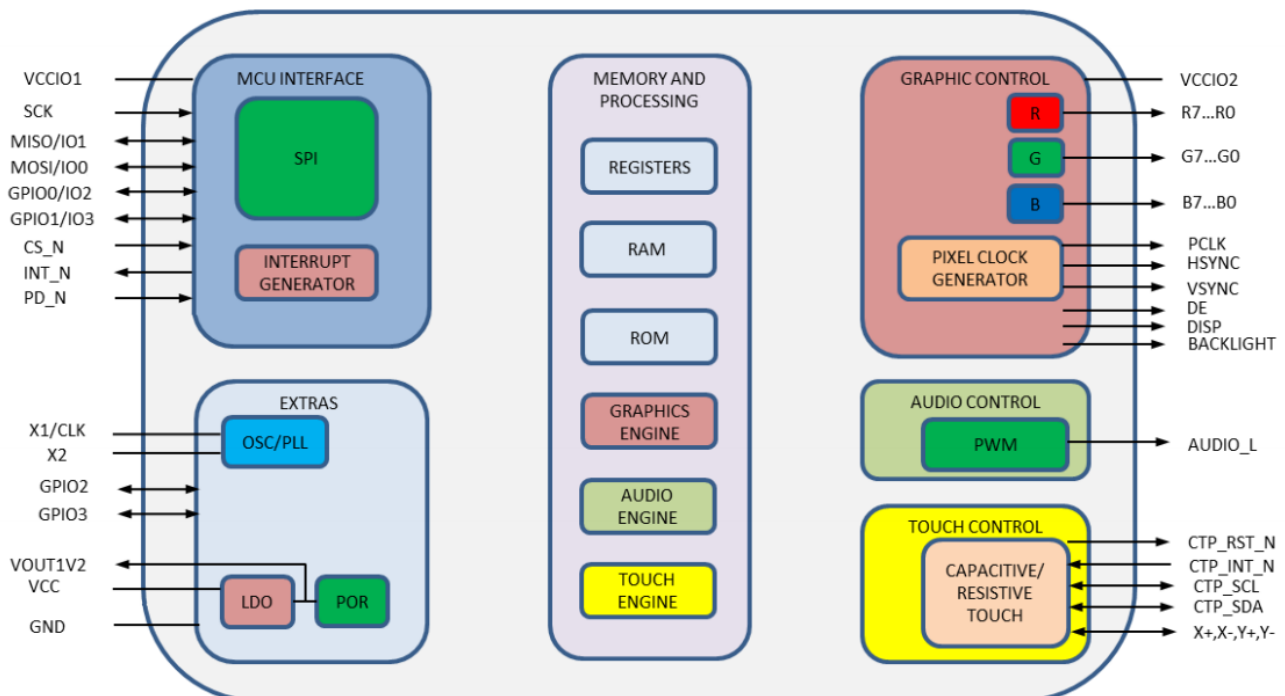 VCCIO1
SCK
MISO/IO1
MOSI/IO0
GPIO0/IO2
GPIO1/IO3
CS_N
INT_N
PD_N
MCU INTERFACE
SPI
INTERRUPT
GENERATOR
X1/CLK
X2
GPIO2
GPIO3
VOUT1V2
VCC
GND
EXTRAS
OSC/PLL
LDO
POR
MEMORY AND
PROCESSING
REGISTERS
RAM
ROM
GRAPHICS
ENGINE
AUDIO
ENGINE
TOUCH
ENGINE
GRAPHIC CONTROL
R
G
B
PIXEL CLOCK
GENERATOR
VCCIO2
R7...R0
G7...G0
B7...B0
PCLK
HSYNC
VSYNC
DE
DISP
BACKLIGHT
AUDIO CONTROL
PWM
AUDIO_L
TOUCH CONTROL
CAPACITIVE/
RESISTIVE
TOUCH
CTP_RST_N
CTP_INT_N
CTP_SCL
CTP_SDA
X+,X-,Y+,Y-